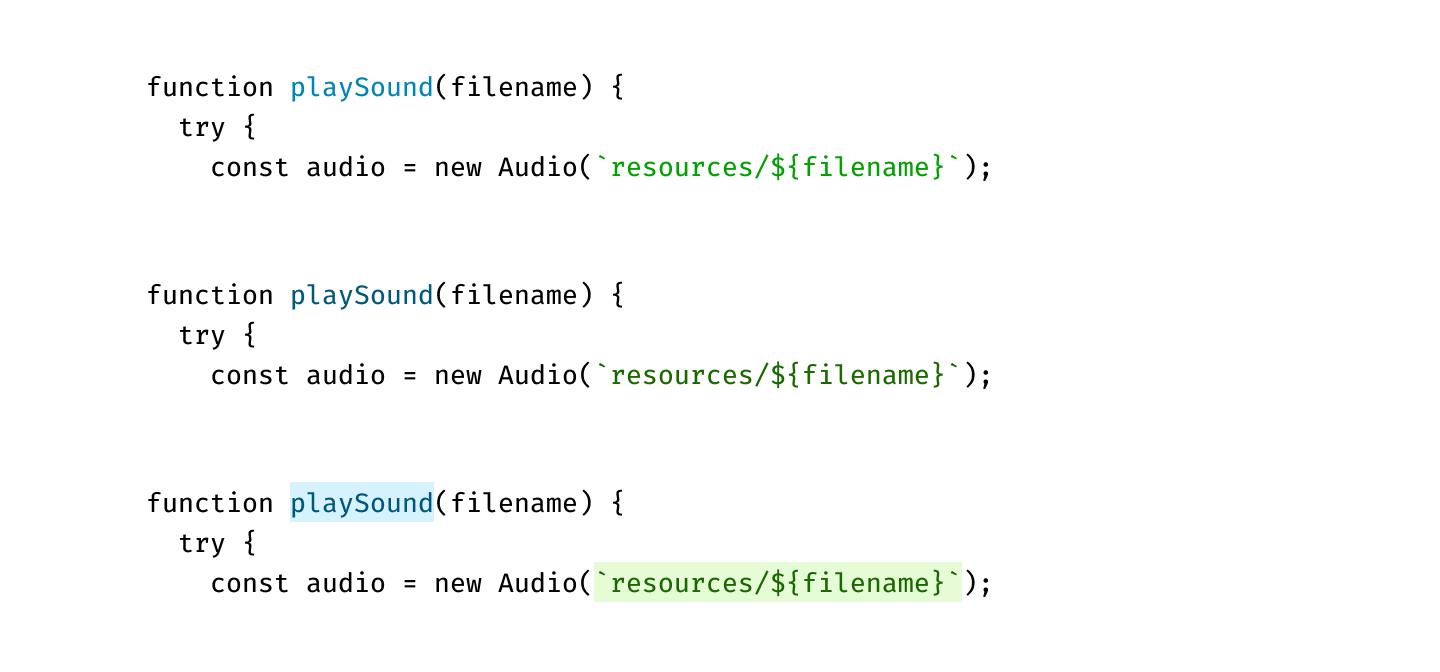 function playSound(filename) {
  try {
    const audio = new Audio(`resources/${filename}`);
function playSound(filename) {
  try {
    const audio = new Audio(`resources/${filename}`);
function playSound(filename) {
  try {
    const audio = new Audio(`resources/${filename}`);